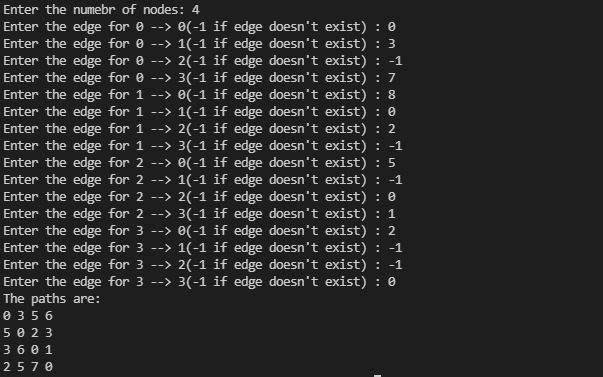 Enter the numebr of nodes: 4
Enter the edge for 0 --> 0(-1 if edge doesn't exist) : 0
Enter the edge for 0 --> 1(-1 if edge doesn't exist) : 3
Enter the edge for 0 --> 2(-1 if edge doesn't exist) : -1
Enter the edge for 0 --> 3(-1 if edge doesn't exist) : 7
Enter the edge for 1 --> 0(-1 if edge doesn't exist) : 8
Enter the edge for 1 --> 1(-1 if edge doesn't exist) : 0
Enter the edge for 1 --> 2(-1 if edge doesn't exist) : 2
Enter the edge for 1 --> 3(-1 if edge doesn't exist) : -1
Enter the edge for 2 --> 0(-1 if edge doesn't exist) : 5
Enter the edge for 2 --> 1(-1 if edge doesn't exist) : -1
Enter the edge for 2 --> 2(-1 if edge doesn't exist) : 0
Enter the edge for 2 --> 3(-1 if edge doesn't exist) : 1
Enter the edge for 3 --> 0(-1 if edge doesn't exist) : 2
Enter the edge for 3 --> 1(-1 if edge doesn't exist) : -1
Enter the edge for 3 --> 2(-1 if edge doesn't exist) : -1
Enter the edge for 3 --> 3(-1 if edge doesn't exist) : 0
The paths are:
0 3 5 6
5 0 2 3
3 6 0 1
2 5 7 0